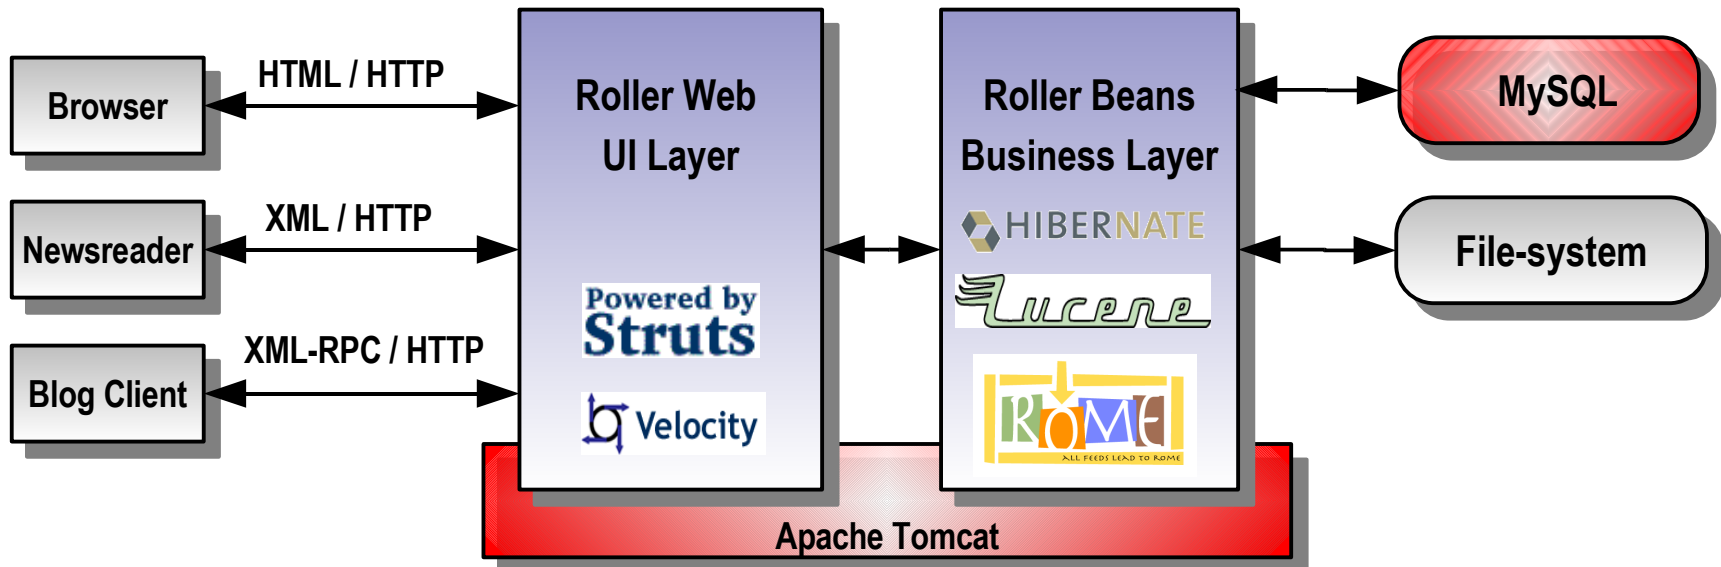 Browser
HTML / HTTP
Newsreader
XML / HTTP
Blog Client
XML-RPC / HTTP
Roller Web
UI Layer
Powered by
Struts
Velocity
Roller Beans
Business Layer
HIBERNATE
Lucene
ROME
ALL FEEDS LEAD TO ROME
MySQL
File-system
Apache Tomcat